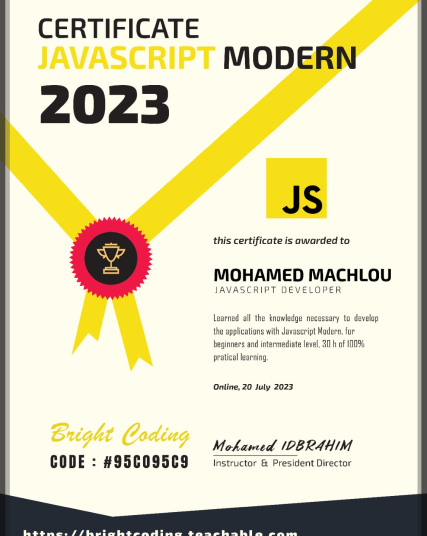 CERTIFICATE
JAVASCRIPT MODERN
2023
JS
this certificate is awarded to
MOHAMED MACHLOU
JAVASCRIPT DEVELOPER
Learned all the knowledge necessary to develop
the applications with Javascript Modern, for
beginners and intermediate level, 30 h of 100%
pratical learning.
Online, 20 July 2023
Bright Coding
CODE : #95C095C9
Mohamed IDBRAHIM
Instructor & President Director
https://brightcoding.teachable.com